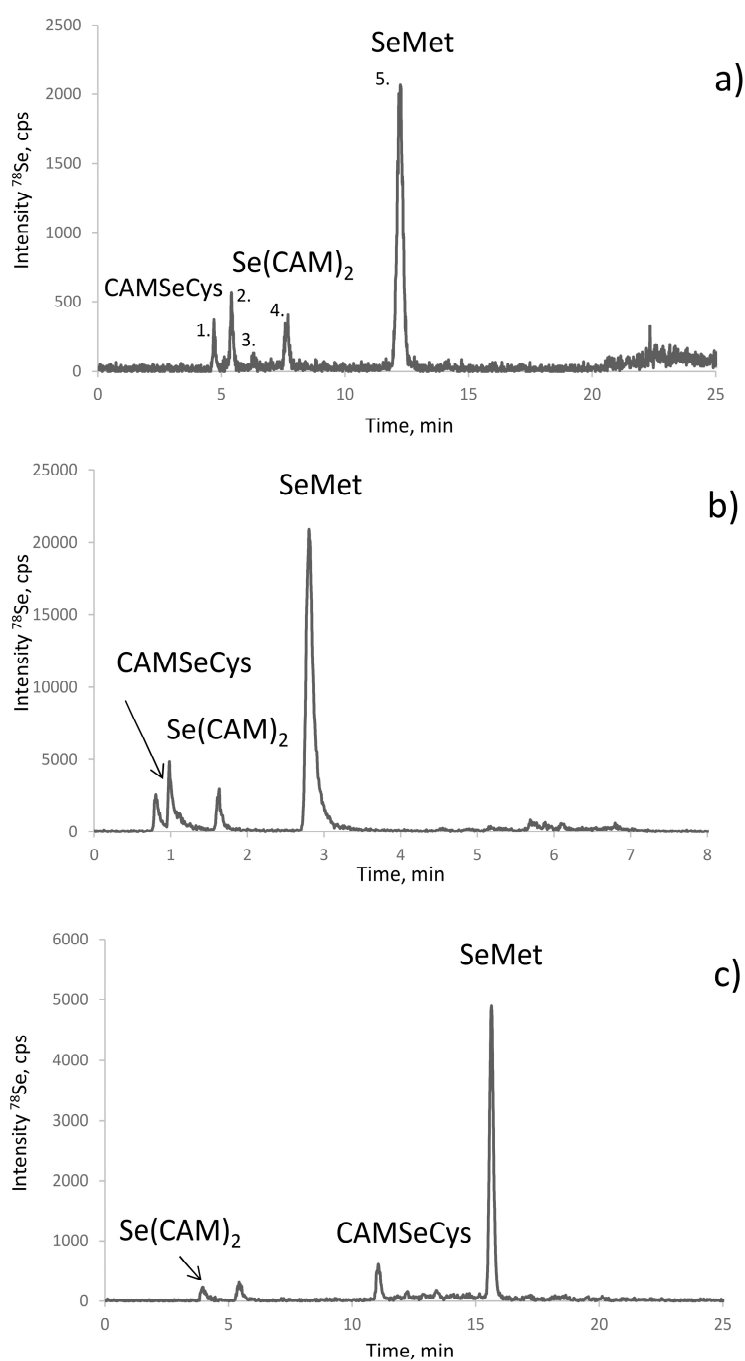 2500
SeMet
a)
5.
2000
Intensity ⁷⁸Se, cps
1500
1000
Se(CAM)₂
CAMSeCys
500
1.
2.
3.
4.
0
0 5 10 15 20 25
Time, min
25000
SeMet
b)
20000
Intensity ⁷⁸Se, cps
15000
CAMSeCys
10000
Se(CAM)₂
5000
0
0 1 2 3 4 5 6 7 8
Time, min
6000
SeMet
c)
5000
4000
Intensity ⁷⁸Se, cps
3000
2000
Se(CAM)₂
CAMSeCys
1000
0
0 5 10 15 20 25
Time, min